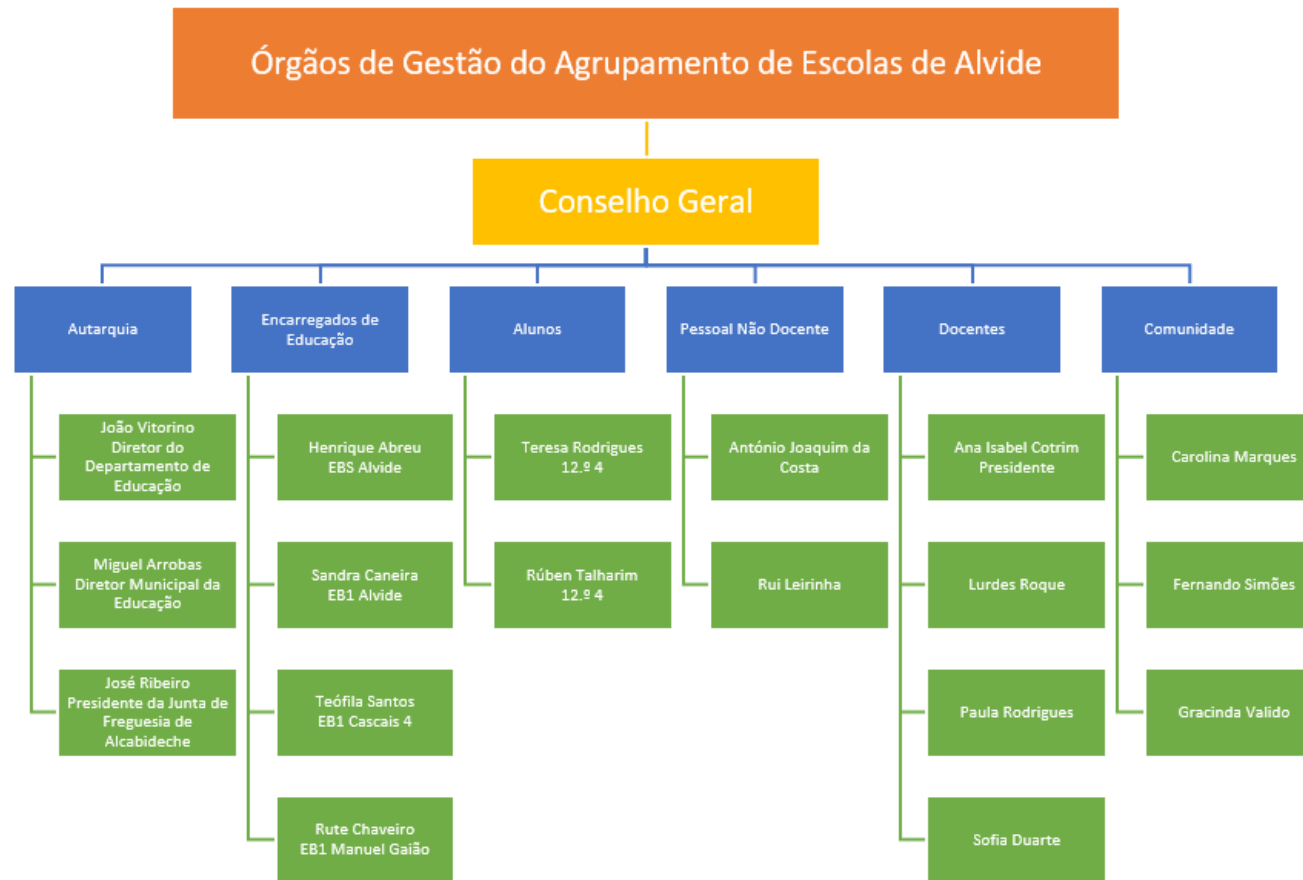 Órgãos de Gestão do Agrupamento de Escolas de Alvide
Conselho Geral
Autarquia
Encarregados de
Educação
Alunos
Pessoal Não Docente
Docentes
Comunidade
João Vitorino
Diretor do
Departamento de
Educação
Miguel Arrobas
Diretor Municipal da
Educação
José Ribeiro
Presidente da Junta de
Freguesia de
Alcabideche
Henrique Abreu
EBS Alvide
Sandra Caneira
EB1 Alvide
Teófila Santos
EB1 Cascais 4
Rute Chaveiro
EB1 Manuel Gaião
Teresa Rodrigues
12.º 4
Rúben Talharim
12.º 4
António Joaquim da
Costa
Rui Leirinha
Ana Isabel Cotrim
Presidente
Lurdes Roque
Paula Rodrigues
Sofia Duarte
Carolina Marques
Fernando Simões
Gracinda Valido